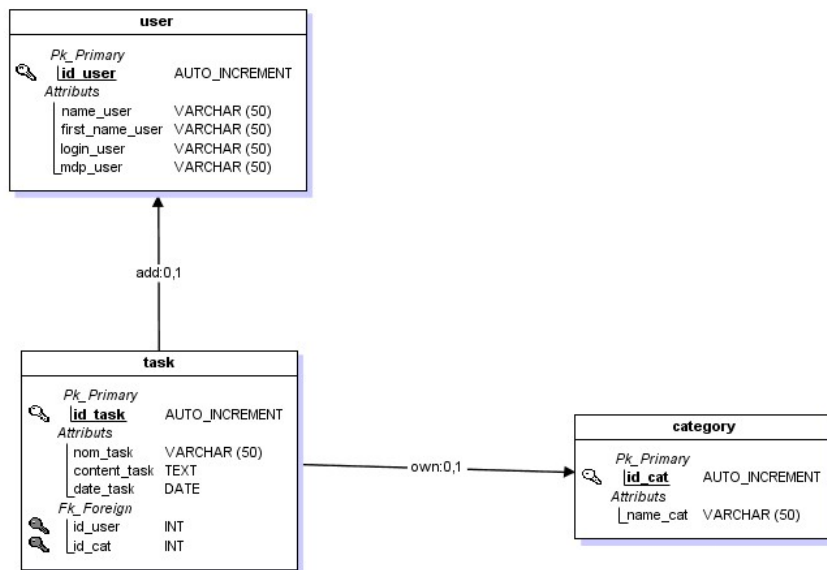 user
Pk_Primary
id_user AUTO_INCREMENT
Attributs
name_user VARCHAR (50)
first_name_user VARCHAR (50)
login_user VARCHAR (50)
mdp_user VARCHAR (50)
add:0,1
task
Pk_Primary
id_task AUTO_INCREMENT
Attributs
nom_task VARCHAR (50)
content_task TEXT
date_task DATE
Fk_Foreign
id_user INT
id_cat INT
own:0,1
category
Pk_Primary
id_cat AUTO_INCREMENT
Attributs
name_cat VARCHAR (50)